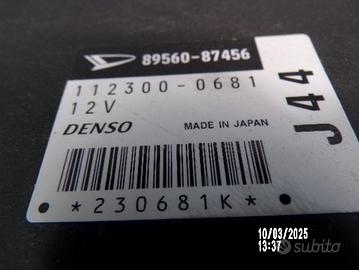 89560-87456
112300-0681
12V
DENSO
MADE IN JAPAN
J44
*230681K*
10/03/2025
13:37
subito